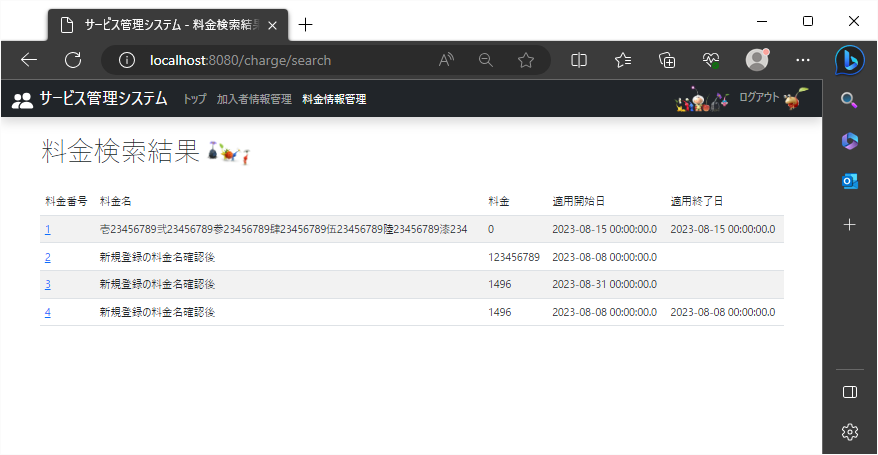 サービス管理システム - 料金検索結果
localhost:8080/charge/search
サービス管理システム トップ 加入者情報管理 料金情報管理 ログアウト
料金検索結果
料金番号 料金名 料金 適用開始日 適用終了日
1 壱23456789弐23456789参23456789肆23456789伍23456789陸23456789漆234 0 2023-08-15 00:00:00.0 2023-08-15 00:00:00.0
2 新規登録の料金名確認後 123456789 2023-08-08 00:00:00.0
3 新規登録の料金名確認後 1496 2023-08-31 00:00:00.0
4 新規登録の料金名確認後 1496 2023-08-08 00:00:00.0 2023-08-08 00:00:00.0